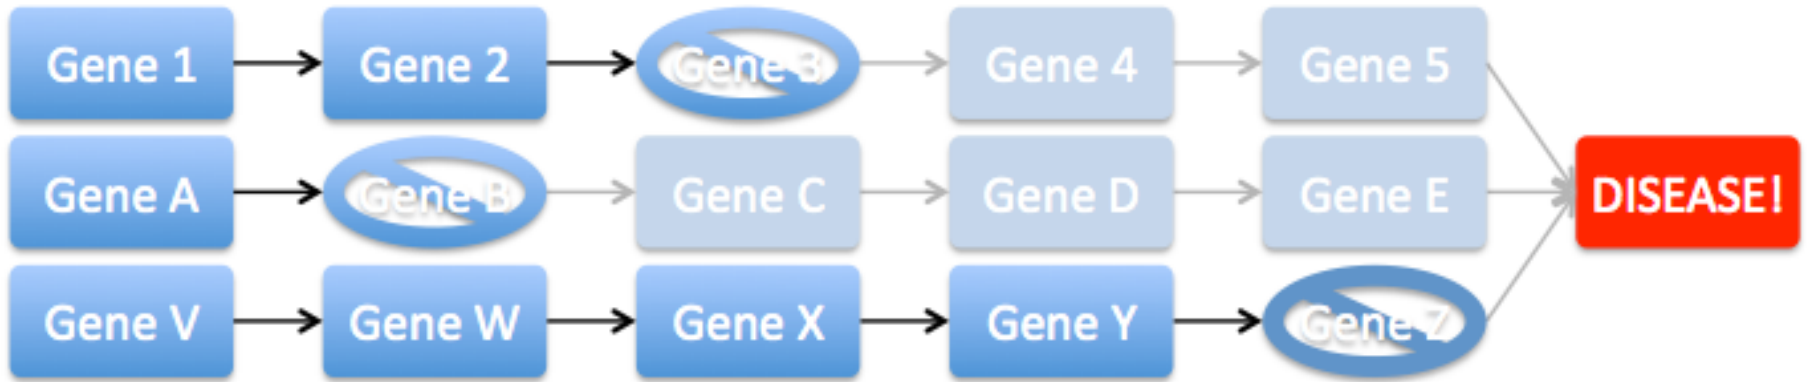 Gene 1 Gene 2 Gene 3 Gene 4 Gene 5
Gene A Gene B Gene C Gene D Gene E
DISEASE!
Gene V Gene W Gene X Gene Y Gene Z